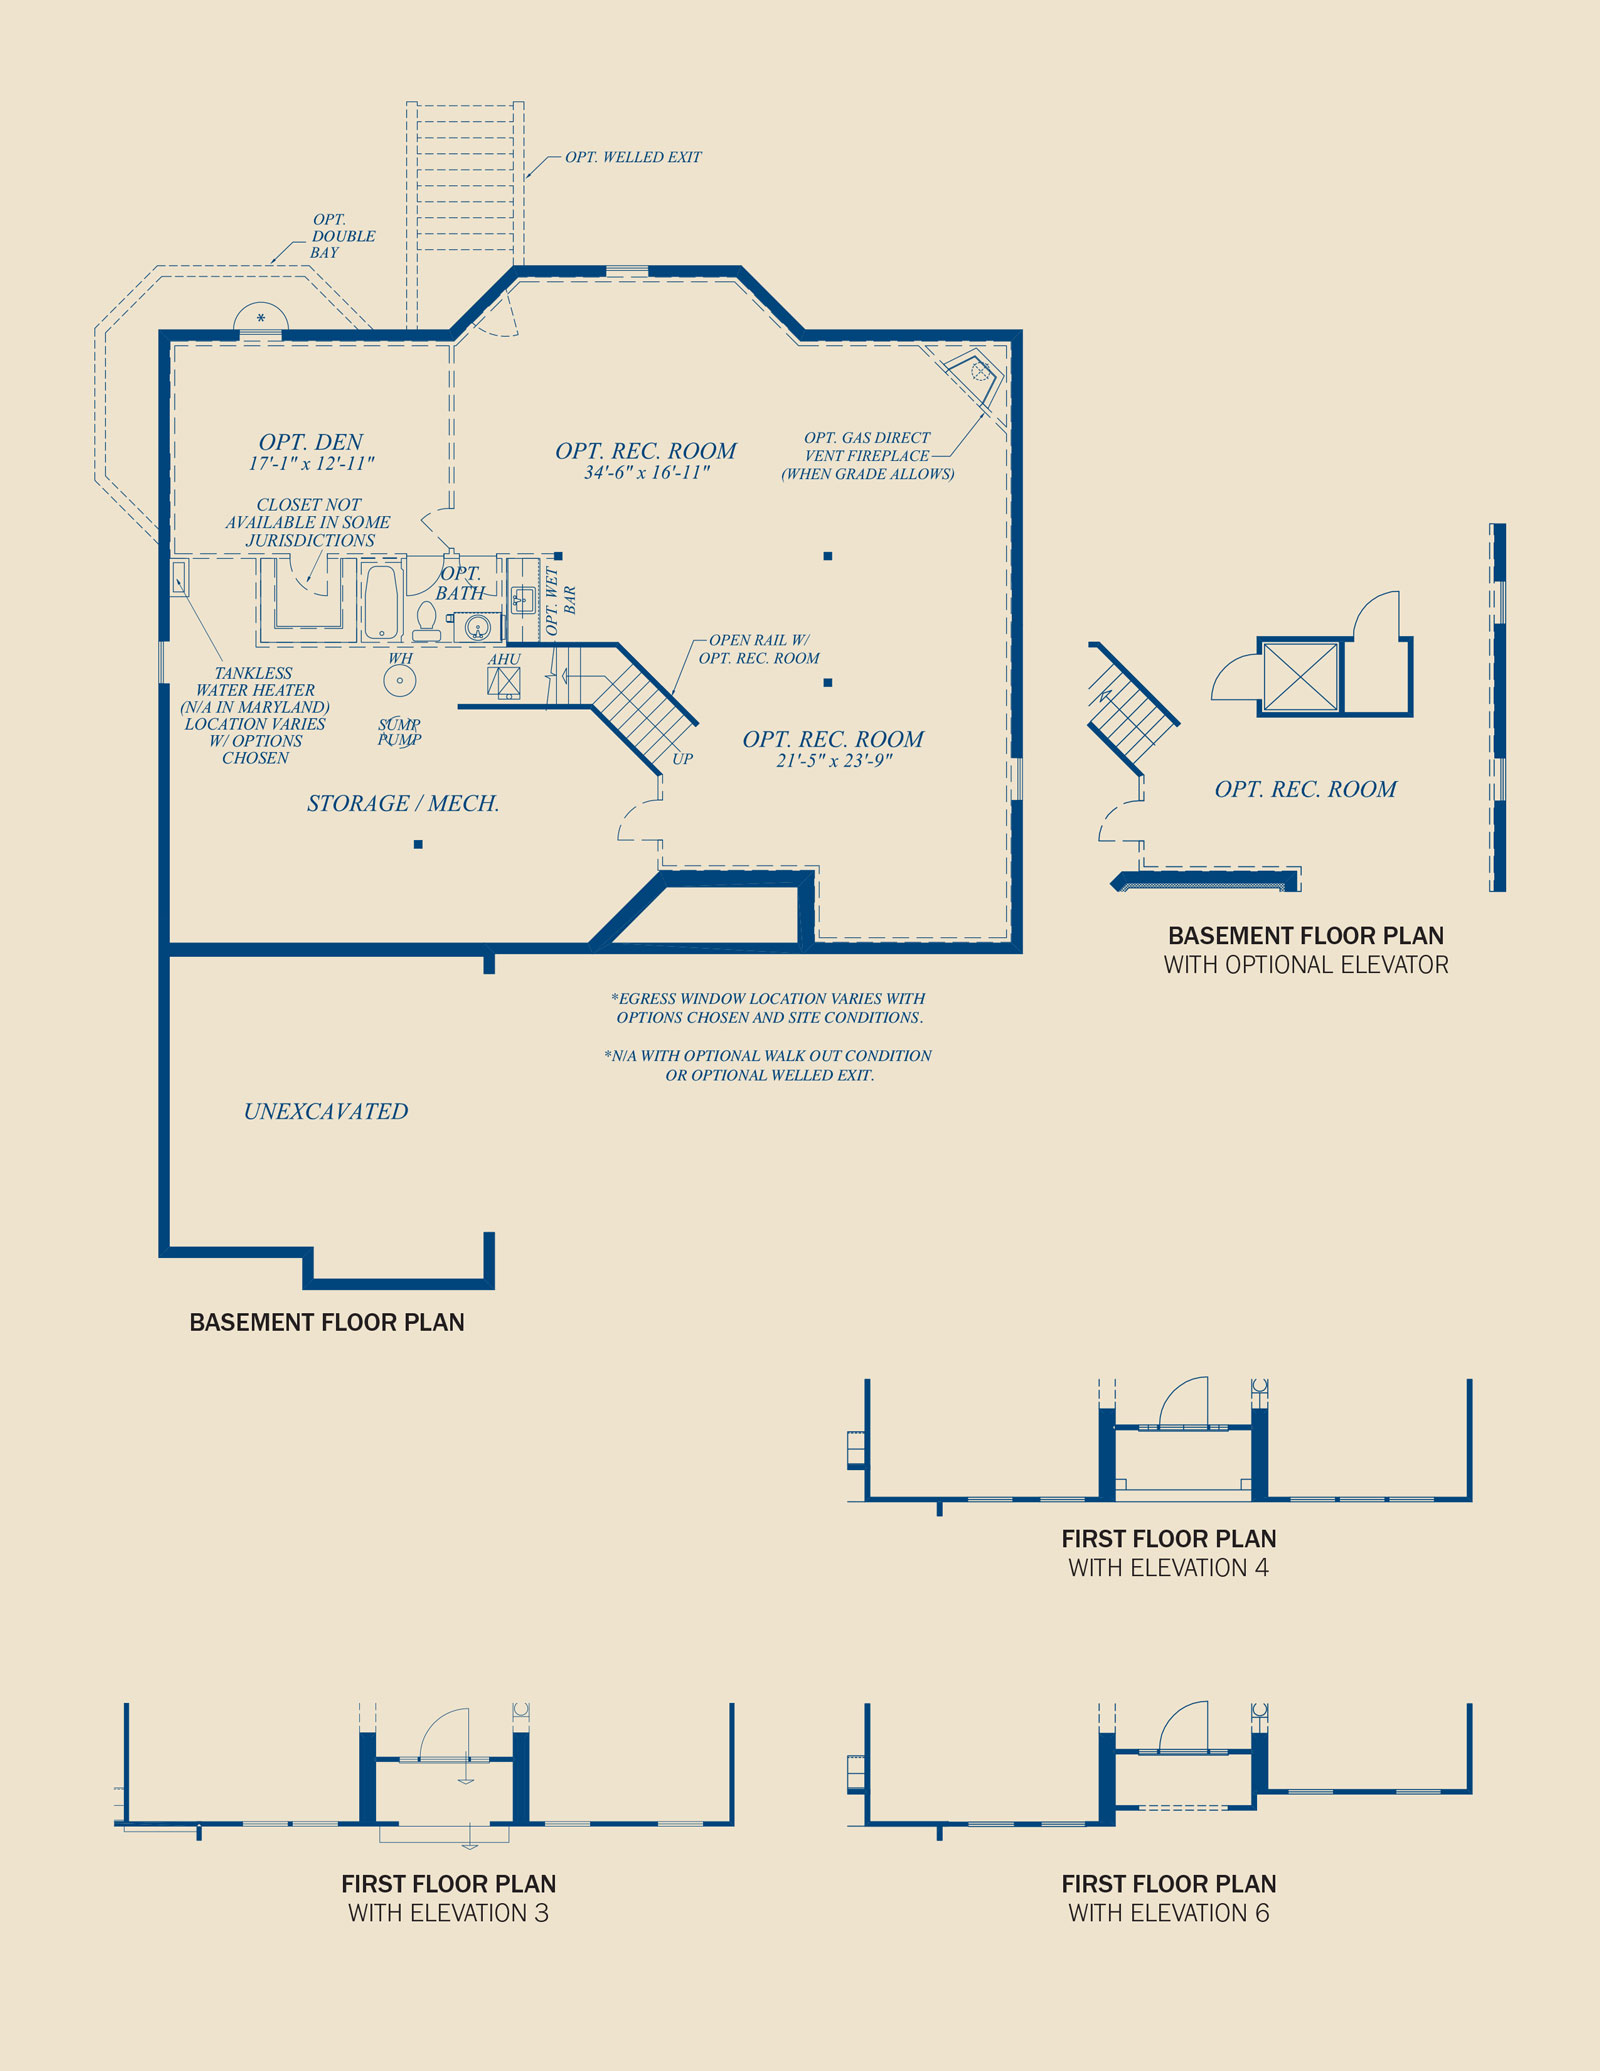 OPT. WELLED EXIT
OPT.
DOUBLE
BAY
*
OPT. DEN
17'-1" x 12'-11"
CLOSET NOT
AVAILABLE IN SOME
JURISDICTIONS
OPT. REC. ROOM
34'-6" x 16'-11"
OPT. GAS DIRECT
VENT FIREPLACE
(WHEN GRADE ALLOWS)
OPT.
BATH
OPT. WET
BAR
OPEN RAIL W/
OPT. REC. ROOM
WH
AHU
TANKLESS
WATER HEATER
(N/A IN MARYLAND)
LOCATION VARIES
W/ OPTIONS
CHOSEN
SUMP
PUMP
UP
OPT. REC. ROOM
21'-5" x 23'-9"
STORAGE / MECH.
OPT. REC. ROOM
BASEMENT FLOOR PLAN
WITH OPTIONAL ELEVATOR
*EGRESS WINDOW LOCATION VARIES WITH
OPTIONS CHOSEN AND SITE CONDITIONS.
*N/A WITH OPTIONAL WALK OUT CONDITION
OR OPTIONAL WELLED EXIT.
UNEXCAVATED
BASEMENT FLOOR PLAN
FIRST FLOOR PLAN
WITH ELEVATION 4
FIRST FLOOR PLAN
WITH ELEVATION 3
FIRST FLOOR PLAN
WITH ELEVATION 6